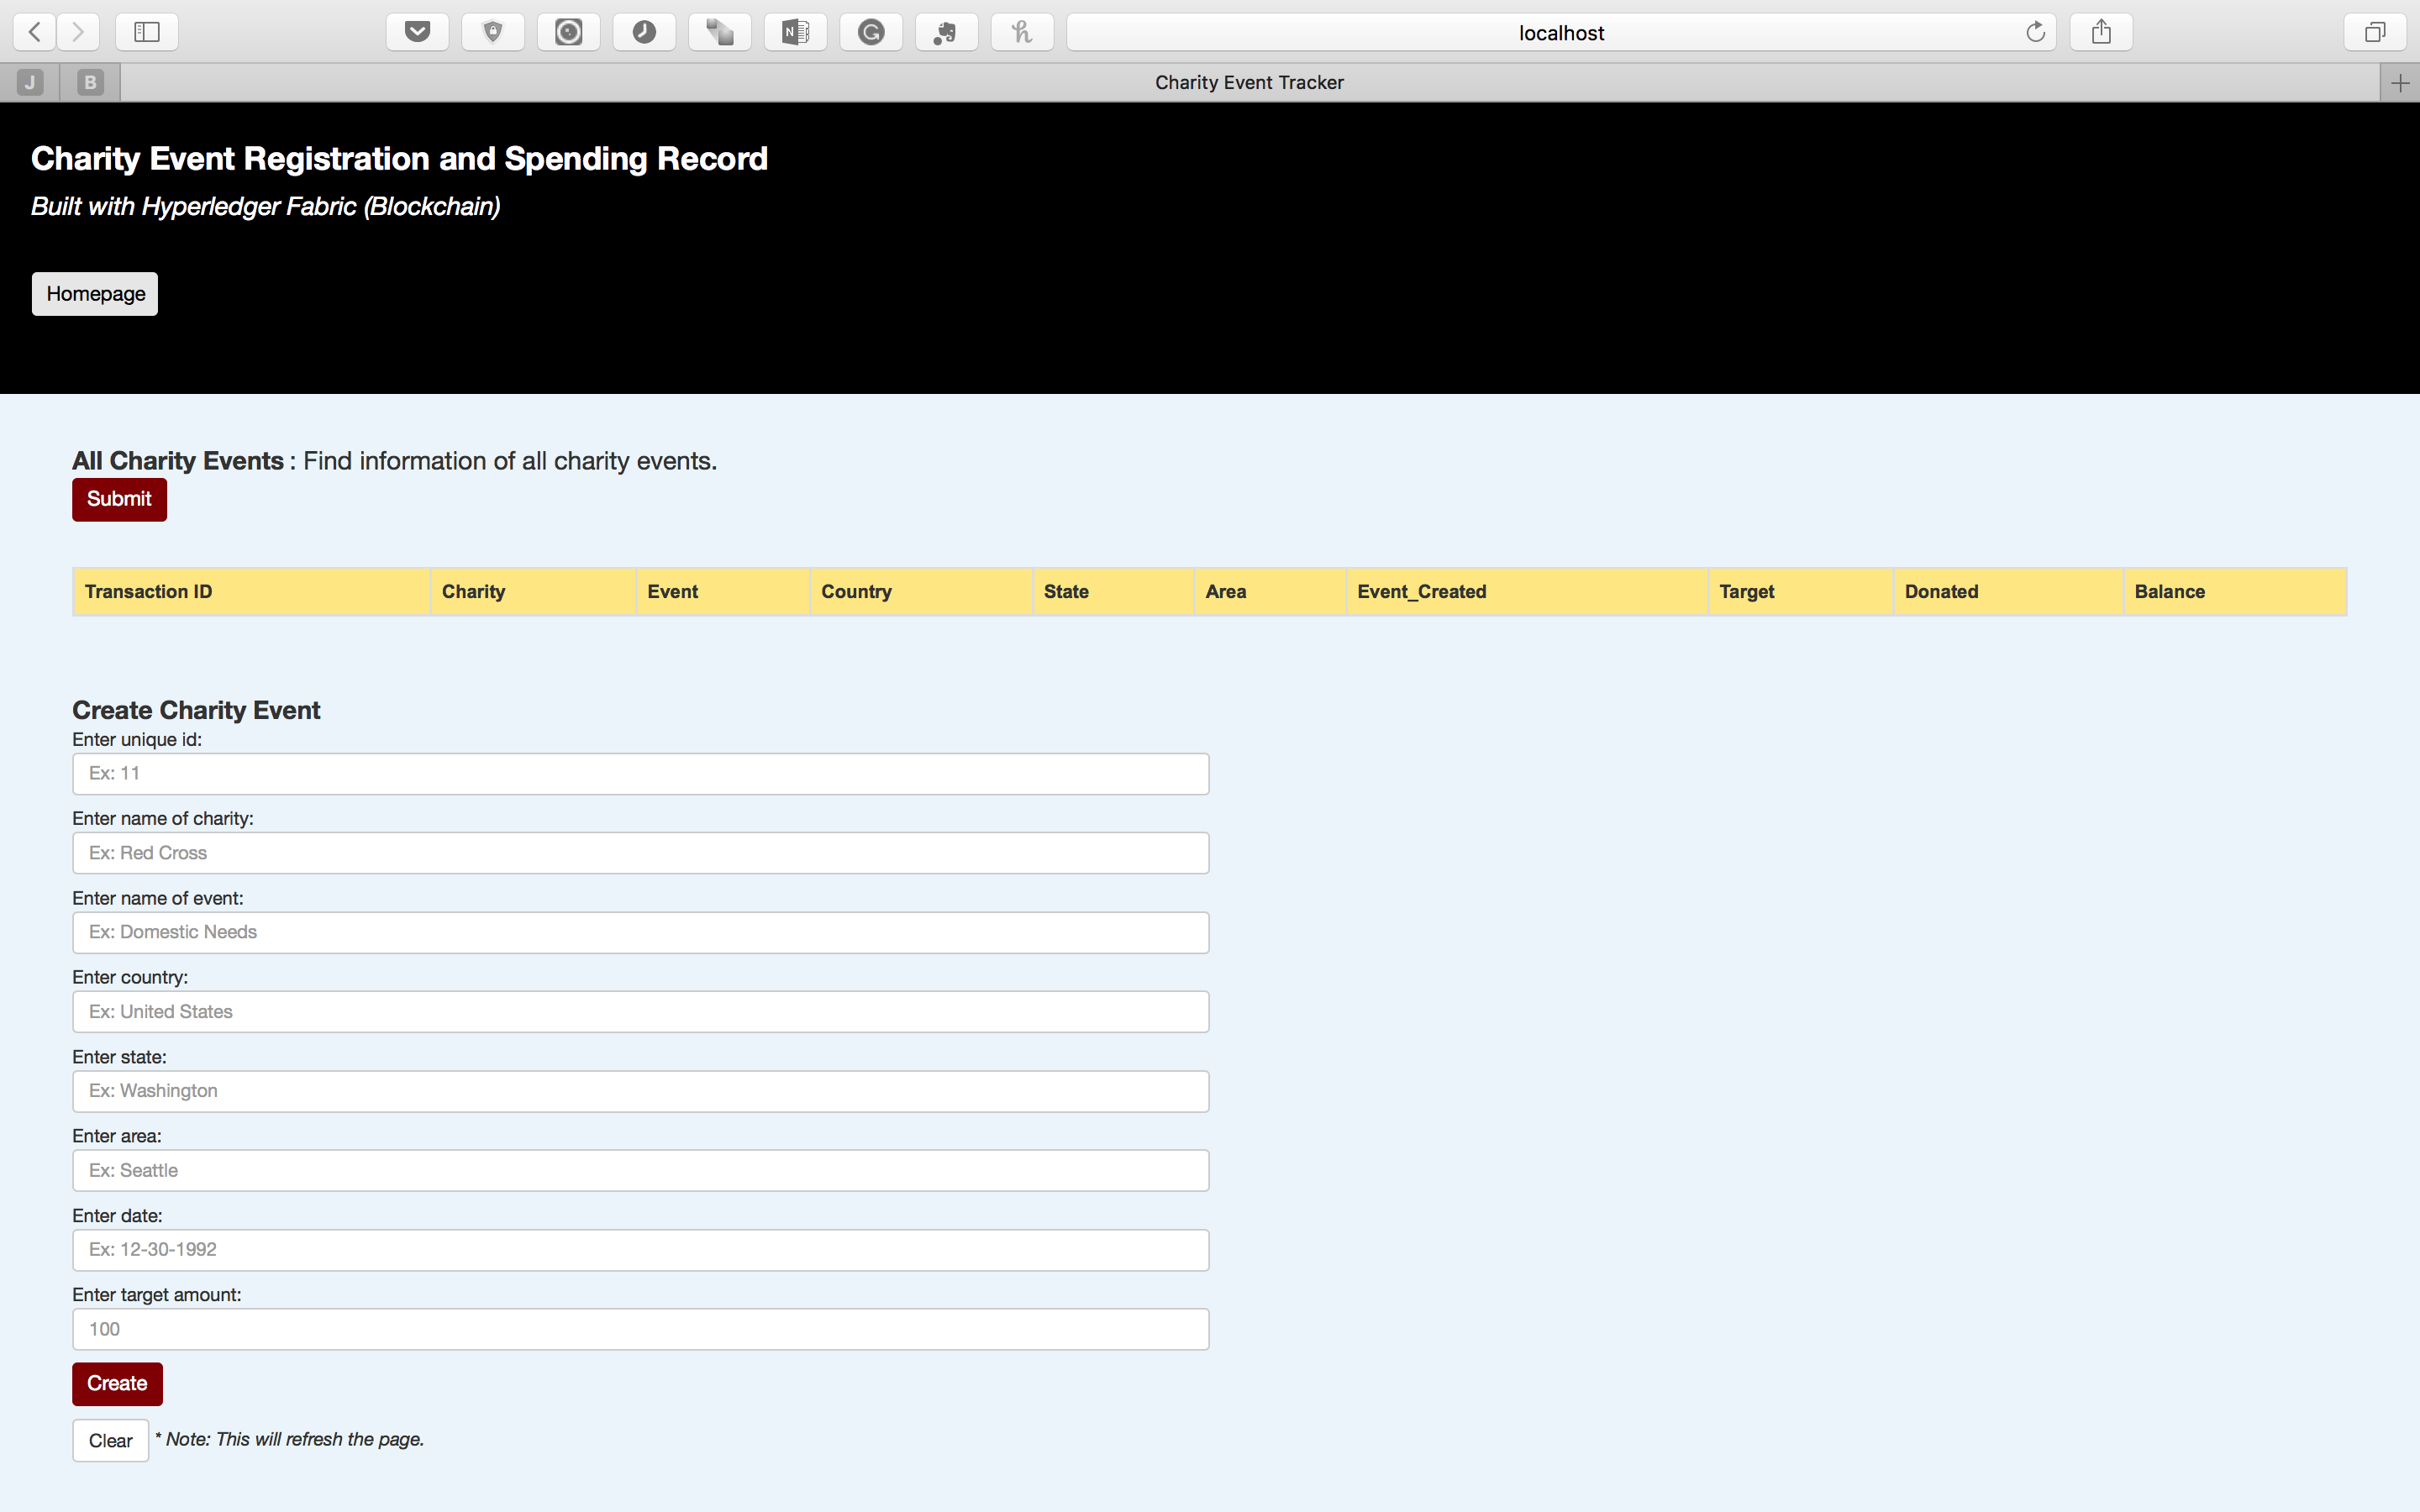 localhost
J B Charity Event Tracker
Charity Event Registration and Spending Record
Built with Hyperledger Fabric (Blockchain)
Homepage
All Charity Events : Find information of all charity events.
Submit
Transaction ID Charity Event Country State Area Event_Created Target Donated Balance
Create Charity Event
Enter unique id:
Ex: 11
Enter name of charity:
Ex: Red Cross
Enter name of event:
Ex: Domestic Needs
Enter country:
Ex: United States
Enter state:
Ex: Washington
Enter area:
Ex: Seattle
Enter date:
Ex: 12-30-1992
Enter target amount:
100
Create
Clear * Note: This will refresh the page.